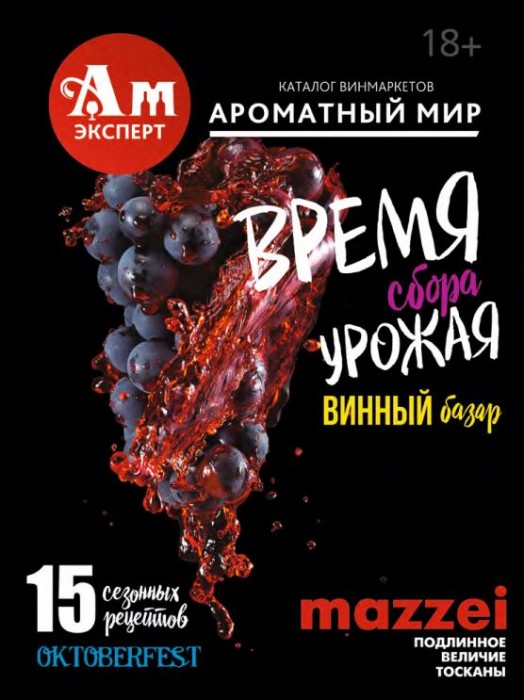 18+
Ам
ЭКСПЕРТ
КАТАЛОГ ВИНМАРКЕТОВ
АРОМАТНЫЙ МИР
ВРЕМЯ
сбора
УРОЖАЯ
ВИННЫЙ базар
15 сезонных
рецептов
OKTOBERFEST
mazzei
ПОДЛИННОЕ
ВЕЛИЧИЕ
ТОСКАНЫ